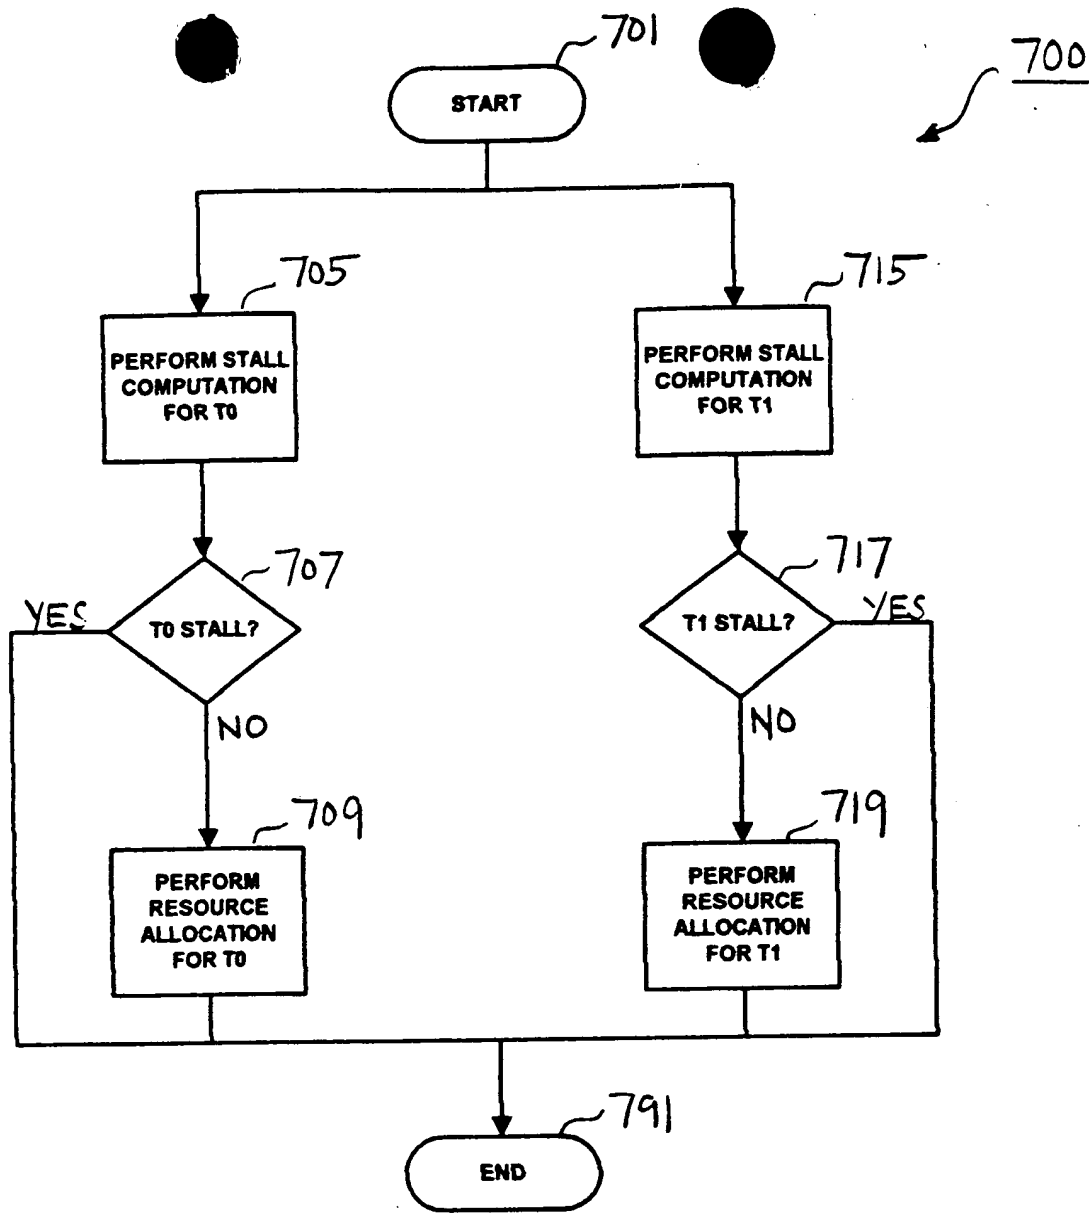 701
700
START
705
715
PERFORM STALL
COMPUTATION
FOR T0
PERFORM STALL
COMPUTATION
FOR T1
707
717
YES
T0 STALL?
T1 STALL?
YES
NO
NO
709
719
PERFORM
RESOURCE
ALLOCATION
FOR T0
PERFORM
RESOURCE
ALLOCATION
FOR T1
791
END